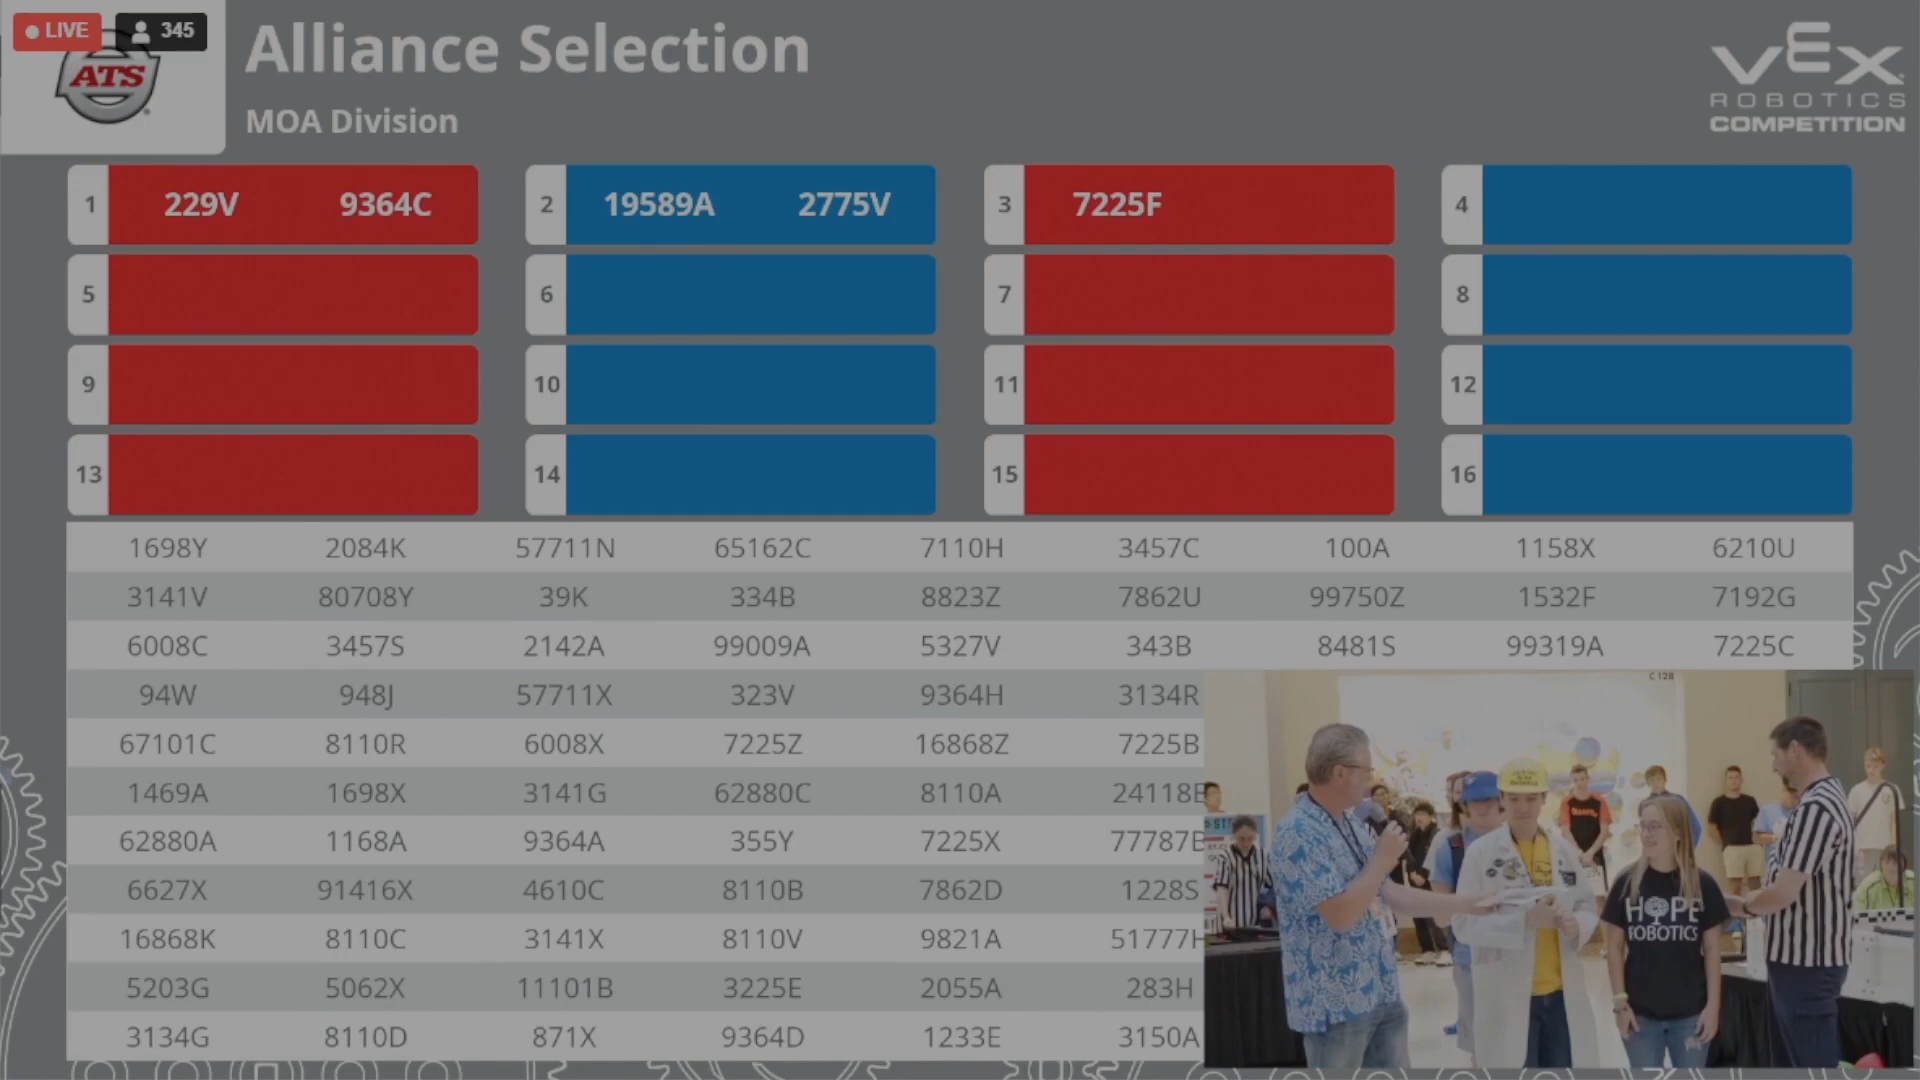 LIVE 345
ATS
Alliance Selection
MOA Division
VEX
ROBOTICS
COMPETITION
1 229V 9364C 2 19589A 2775V 3 7225F 4
5 6 7 8
9 10 11 12
13 14 15 16
1698Y 2084K 57711N 65162C 7110H 3457C 100A 1158X 6210U
3141V 80708Y 39K 334B 8823Z 7862U 99750Z 1532F 7192G
6008C 3457S 2142A 99009A 5327V 343B 8481S 99319A 7225C
94W 948J 57711X 323V 9364H 3134R
67101C 8110R 6008X 7225Z 16868Z 7225B
1469A 1698X 3141G 62880C 8110A 24118E
62880A 1168A 9364A 355Y 7225X 77787B
6627X 91416X 4610C 8110B 7862D 1228S
16868K 8110C 3141X 8110V 9821A 51777H
5203G 5062X 11101B 3225E 2055A 283H
3134G 8110D 871X 9364D 1233E 3150A
C 128
HOPE
ROBOTICS